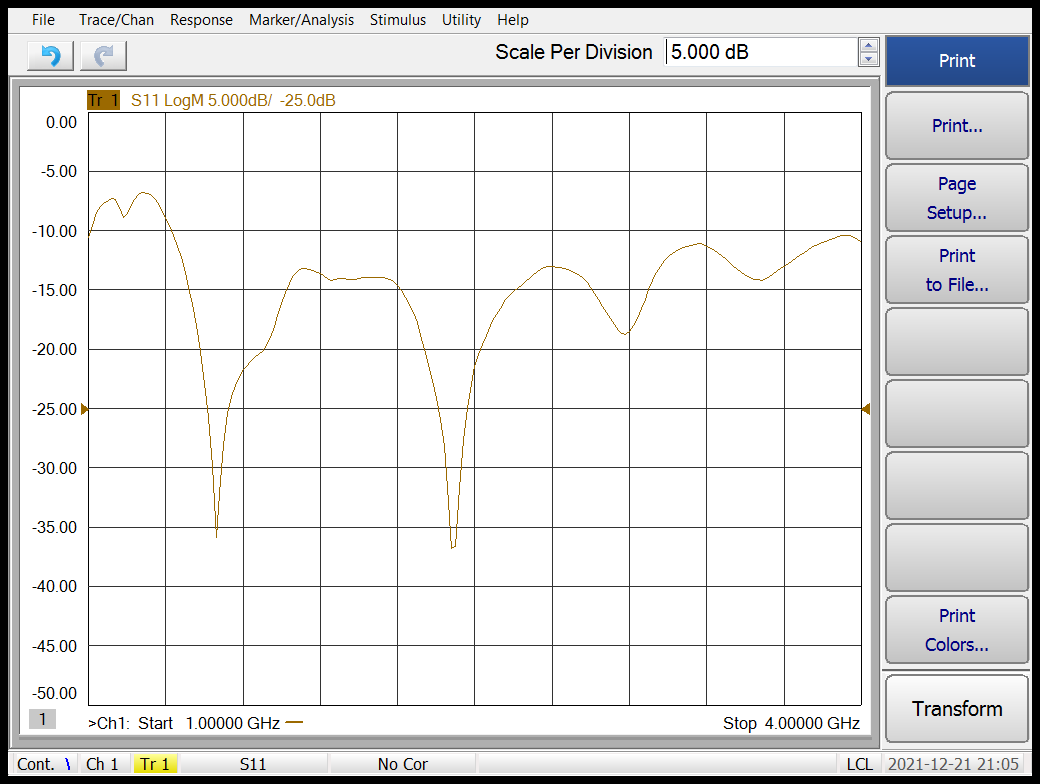 File Trace/Chan Response Marker/Analysis Stimulus Utility Help
Scale Per Division 5.000 dB
Print
Tr 1 S11 LogM 5.000dB/ -25.0dB
0.00
-5.00
-10.00
-15.00
-20.00
-25.00
-30.00
-35.00
-40.00
-45.00
-50.00
1
>Ch1: Start 1.00000 GHz
Stop 4.00000 GHz
Print...
Page
Setup...
Print
to File...
Print
Colors...
Transform
Cont. \ Ch 1 Tr 1 S11 No Cor LCL 2021-12-21 21:05